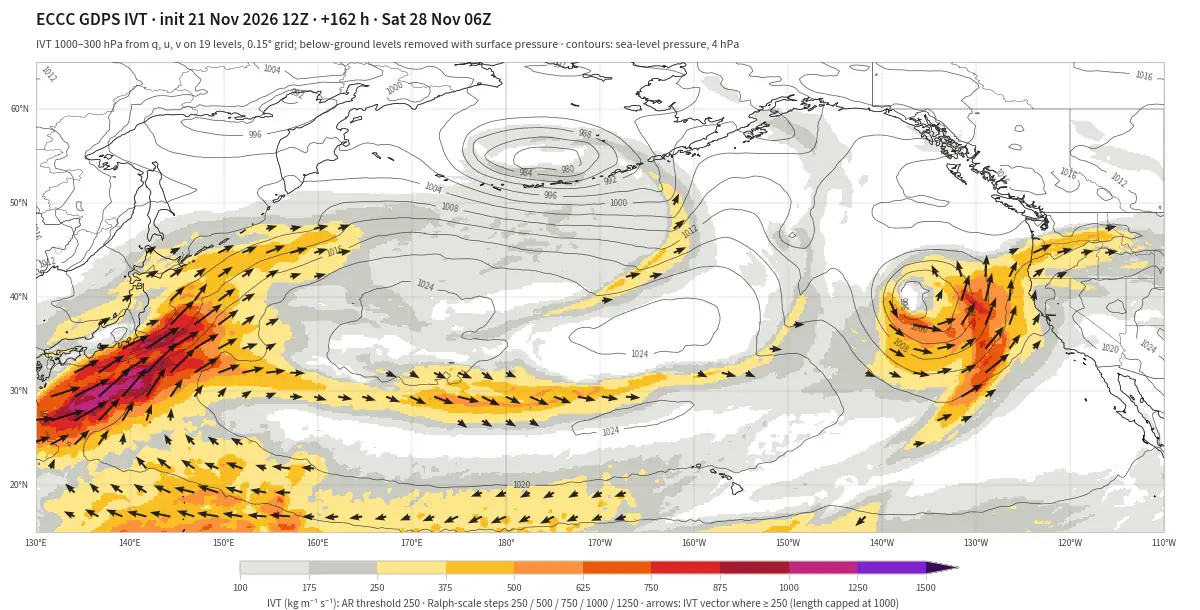 ECCC GDPS IVT · init 21 Nov 2026 12Z · +162 h · Sat 28 Nov 06Z
IVT 1000–300 hPa from q, u, v on 19 levels, 0.15° grid; below-ground levels removed with surface pressure · contours: sea-level pressure, 4 hPa
1012
1004
992
1000
1016
60°N
996
988
984
980
992
996
1004
1008
1000
1016
1012
50°N
1012
1016
1012
1024
40°N
1008
1024
1020
1024
30°N
1024
20°N
1020
130°E 140°E 150°E 160°E 170°E 180° 170°W 160°W 150°W 140°W 130°W 120°W 110°W
100 175 250 375 500 625 750 875 1000 1250 1500
IVT (kg m⁻¹ s⁻¹): AR threshold 250 · Ralph-scale steps 250 / 500 / 750 / 1000 / 1250 · arrows: IVT vector where ≥ 250 (length capped at 1000)